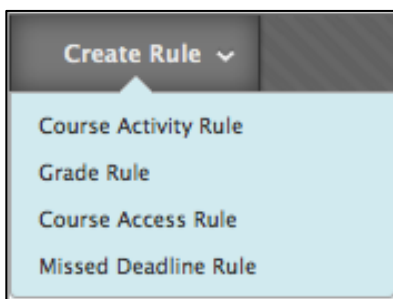 Create Rule
Course Activity Rule
Grade Rule
Course Access Rule
Missed Deadline Rule